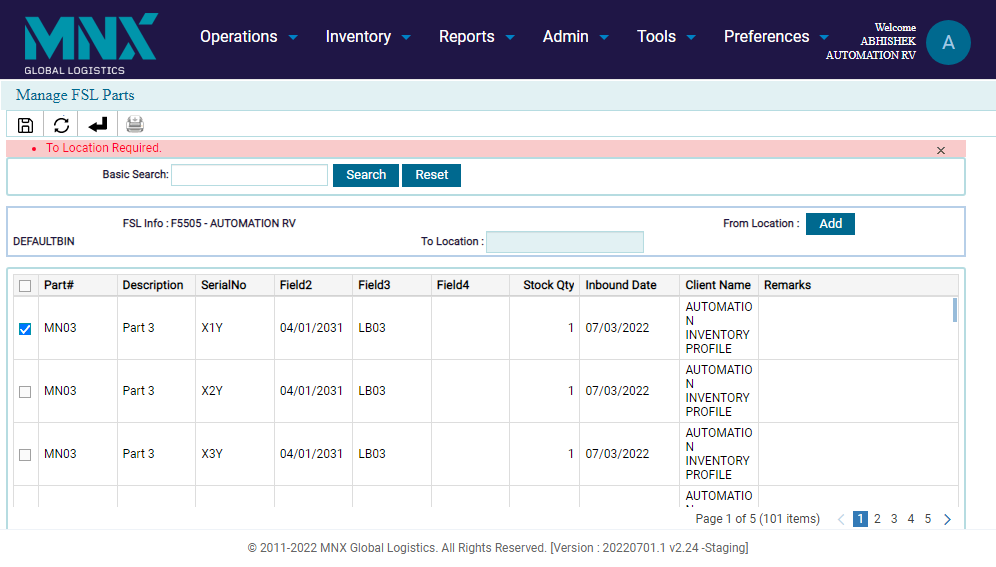 MNX
GLOBAL LOGISTICS
Operations Inventory Reports Admin Tools Preferences
Welcome
ABHISHEK
AUTOMATION RV
A
Manage FSL Parts
To Location Required.
Basic Search: Search Reset
FSL Info : F5505 - AUTOMATION RV From Location : Add
DEFAULTBIN To Location :
Part# Description SerialNo Field2 Field3 Field4 Stock Qty Inbound Date Client Name Remarks
MN03 Part 3 X1Y 04/01/2031 LB03 1 07/03/2022 AUTOMATIO
N
INVENTORY
PROFILE
MN03 Part 3 X2Y 04/01/2031 LB03 1 07/03/2022 AUTOMATIO
N
INVENTORY
PROFILE
MN03 Part 3 X3Y 04/01/2031 LB03 1 07/03/2022 AUTOMATIO
N
INVENTORY
PROFILE
AUTOMATIO
N
Page 1 of 5 (101 items) 1 2 3 4 5
© 2011-2022 MNX Global Logistics. All Rights Reserved. [Version : 20220701.1 v2.24 -Staging]